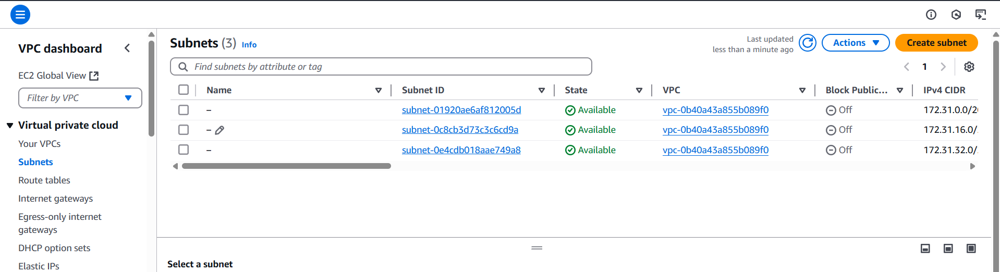 VPC dashboard
EC2 Global View
Filter by VPC
Virtual private cloud
Your VPCs
Subnets
Route tables
Internet gateways
Egress-only internet
gateways
DHCP option sets
Elastic IPs
Subnets (3) Info
Last updated
less than a minute ago
Actions
Create subnet
Find subnets by attribute or tag
1
Name Subnet ID State VPC Block Public... IPv4 CIDR
– subnet-01920ae6af812005d Available vpc-0b40a43a855b089f0 Off 172.31.0.0/20
– subnet-0c8cb3d73c3c6cd9a Available vpc-0b40a43a855b089f0 Off 172.31.16.0/
– subnet-0e4cdb018aae749a8 Available vpc-0b40a43a855b089f0 Off 172.31.32.0/
Select a subnet